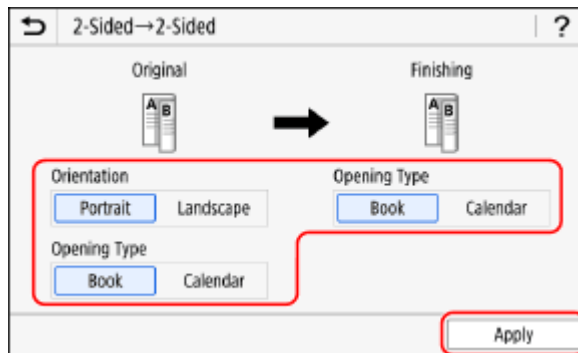 2-Sided→2-Sided ?
Original Finishing
A B A B
Orientation Opening Type
Portrait Landscape Book Calendar
Opening Type
Book Calendar
Apply